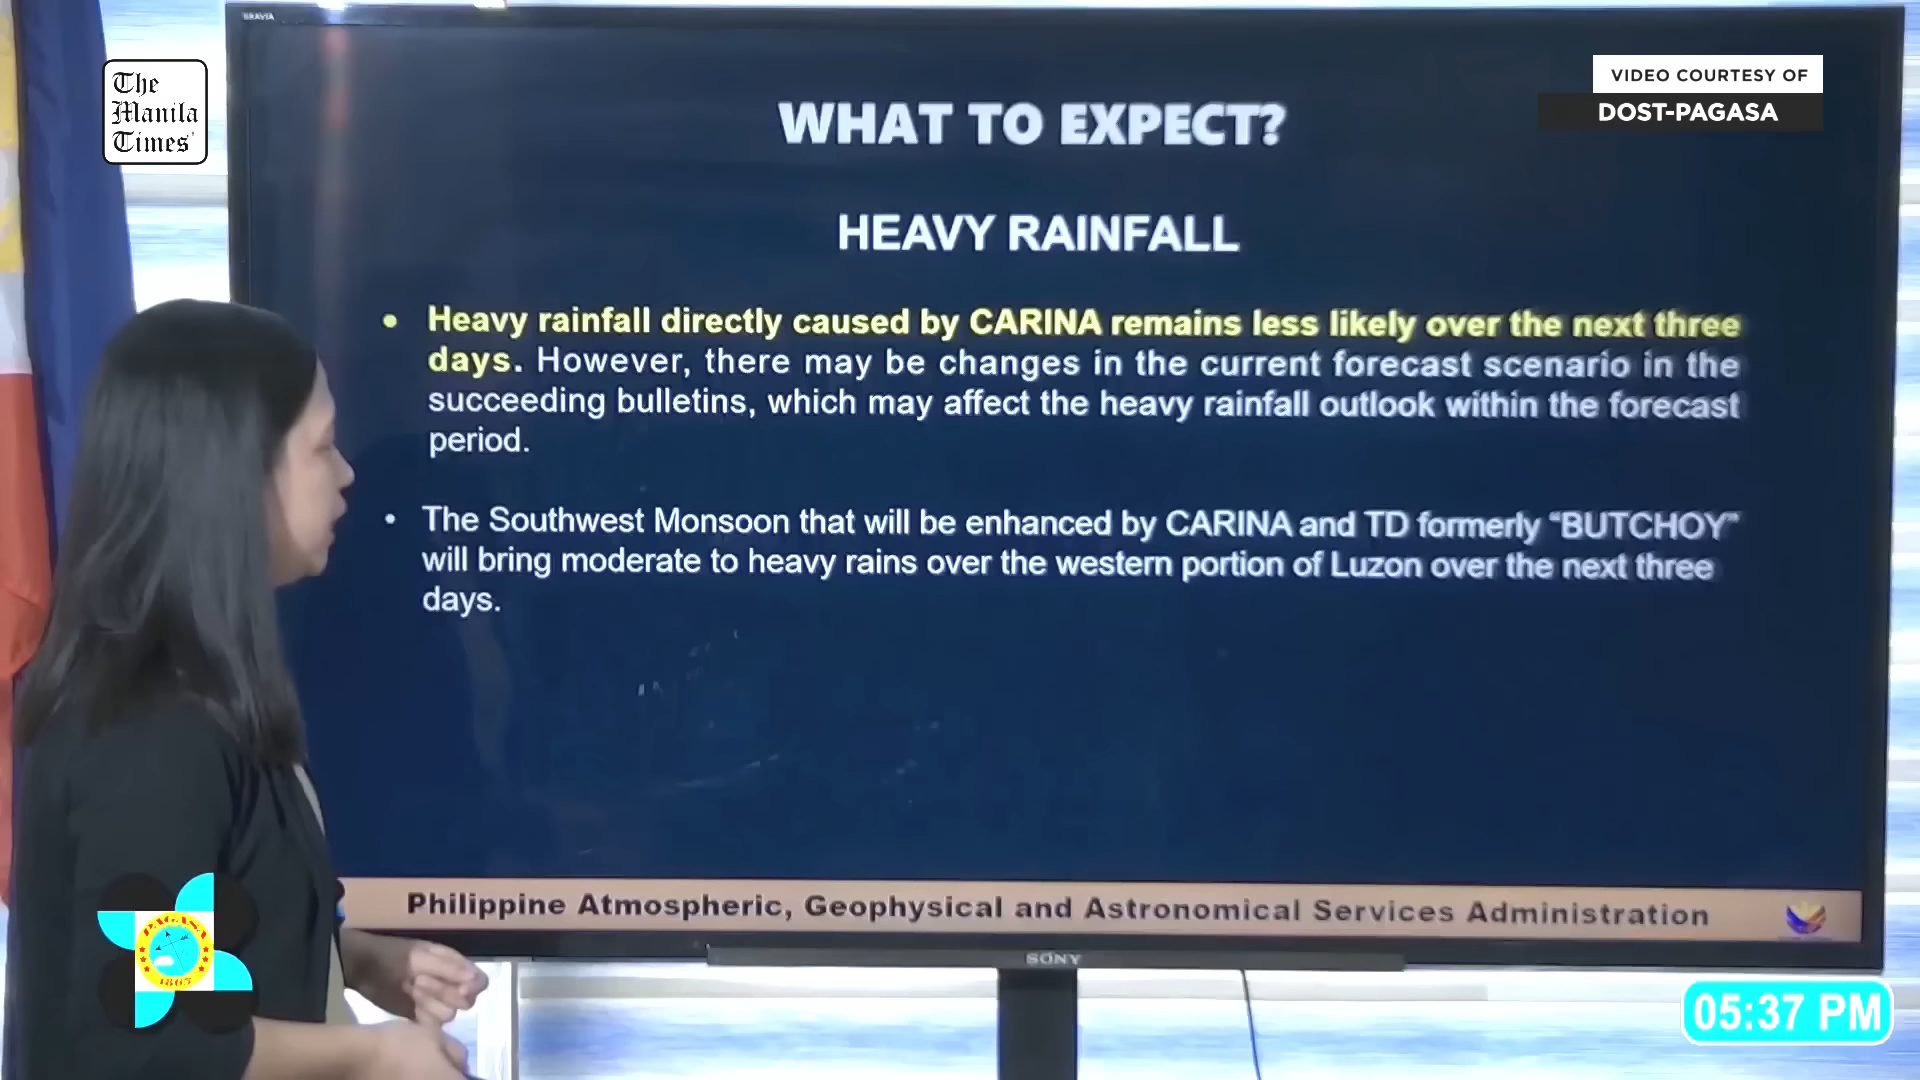 BRAVIA
The
Manila
Times
VIDEO COURTESY OF
DOST-PAGASA
WHAT TO EXPECT?
HEAVY RAINFALL
• Heavy rainfall directly caused by CARINA remains less likely over the next three
days. However, there may be changes in the current forecast scenario in the
succeeding bulletins, which may affect the heavy rainfall outlook within the forecast
period.
• The Southwest Monsoon that will be enhanced by CARINA and TD formerly “BUTCHOY”
will bring moderate to heavy rains over the western portion of Luzon over the next three
days.
Philippine Atmospheric, Geophysical and Astronomical Services Administration
PAGASA
1865
SONY
05:37 PM